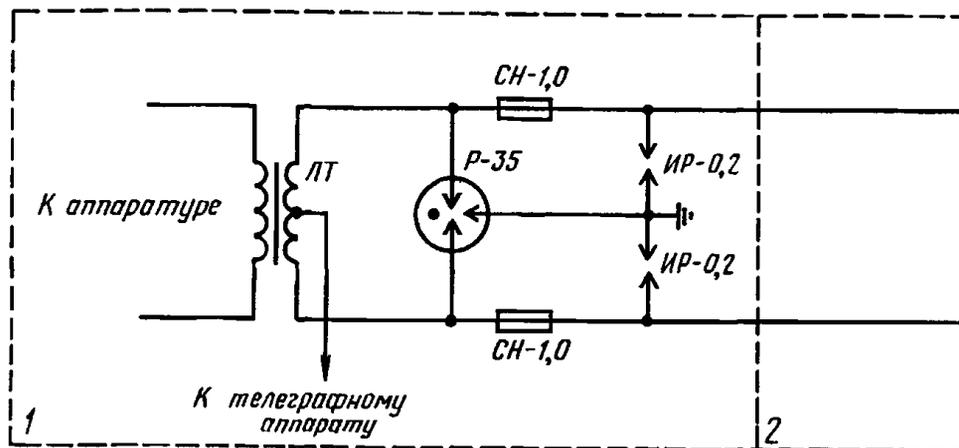 СН-1,0
Р-35
ЛТ
ИР-0,2
К аппаратуре
ИР-0,2
СН-1,0
К телеграфному
аппарату
1
2